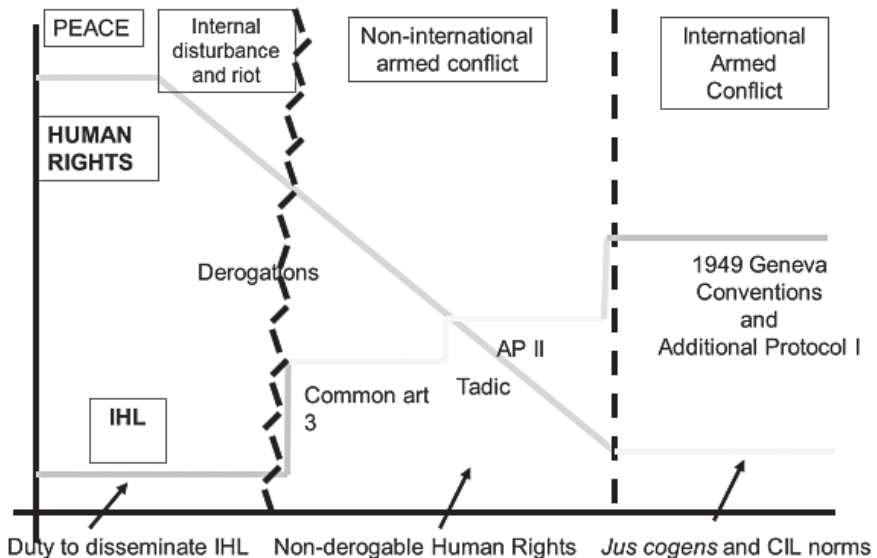 PEACE
Internal
disturbance
and riot
Non-international
armed conflict
International
Armed
Conflict
HUMAN
RIGHTS
Derogations
1949 Geneva
Conventions
and
Additional Protocol I
AP II
Tadic
Common art
3
IHL
Duty to disseminate IHL
Non-derogable Human Rights
Jus cogens and CIL norms